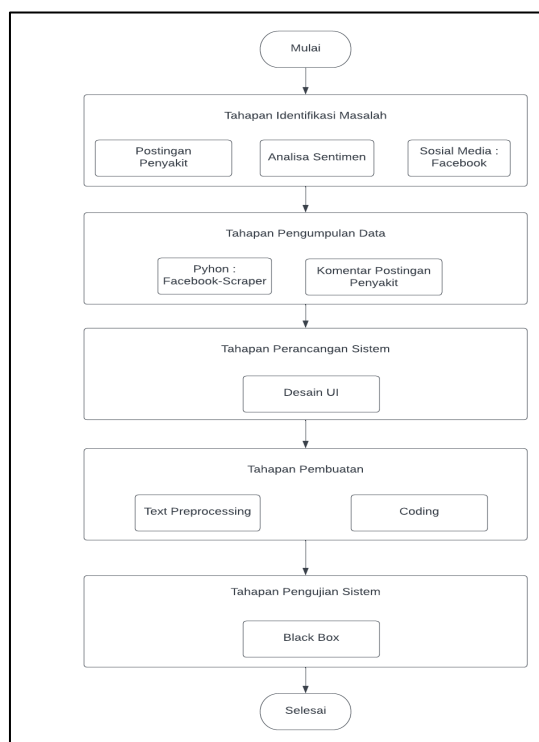 Mulai
Tahapan Identifikasi Masalah
Postingan
Penyakit
Analisa Sentimen
Sosial Media :
Facebook
Tahapan Pengumpulan Data
Pyhon :
Facebook-Scraper
Komentar Postingan
Penyakit
Tahapan Perancangan Sistem
Desain UI
Tahapan Pembuatan
Text Preprocessing
Coding
Tahapan Pengujian Sistem
Black Box
Selesai